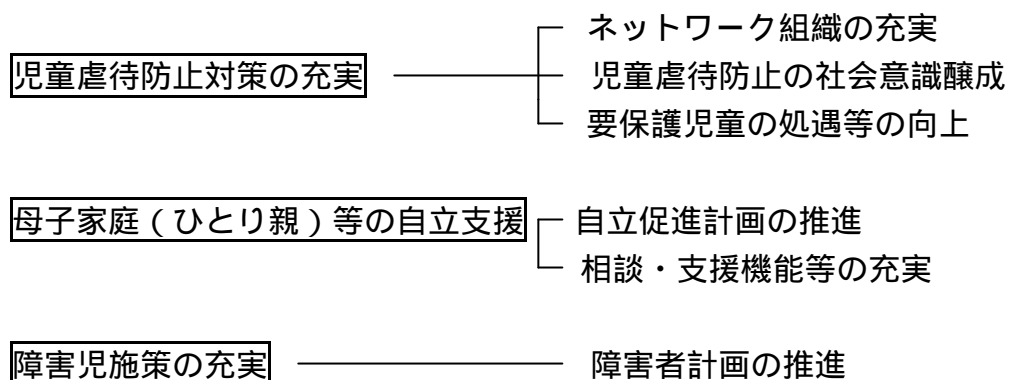 ネットワーク組織の充実
児童虐待防止対策の充実
児童虐待防止の社会意識醸成
要保護児童の処遇等の向上
母子家庭（ひとり親）等の自立支援
自立促進計画の推進
相談・支援機能等の充実
障害児施策の充実
障害者計画の推進